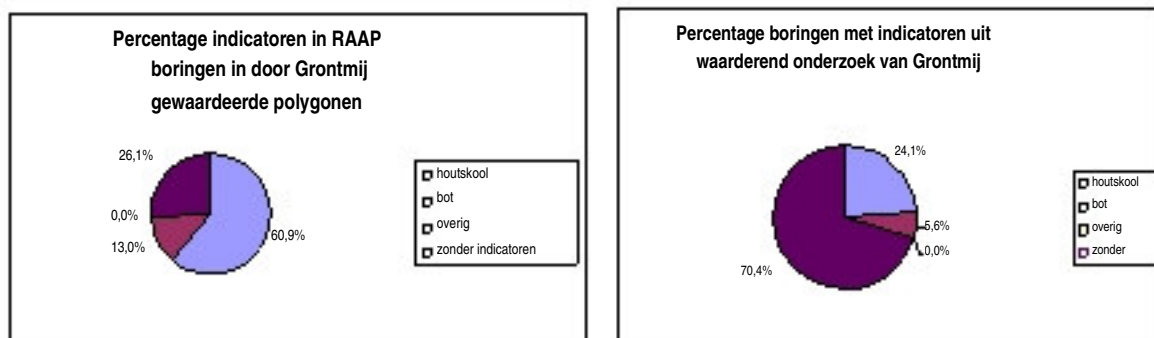 Percentage indicatoren in RAAP
boringen in door Grontmij
gewaardeerde polygonen
26,1%
0,0%
13,0%
60,9%
houtskool
bot
overig
zonder indicatoren
Percentage boringen met indicatoren uit
waarderend onderzoek van Grontmij
24,1%
5,6%
0,0%
70,4%
houtskool
bot
overig
zonder